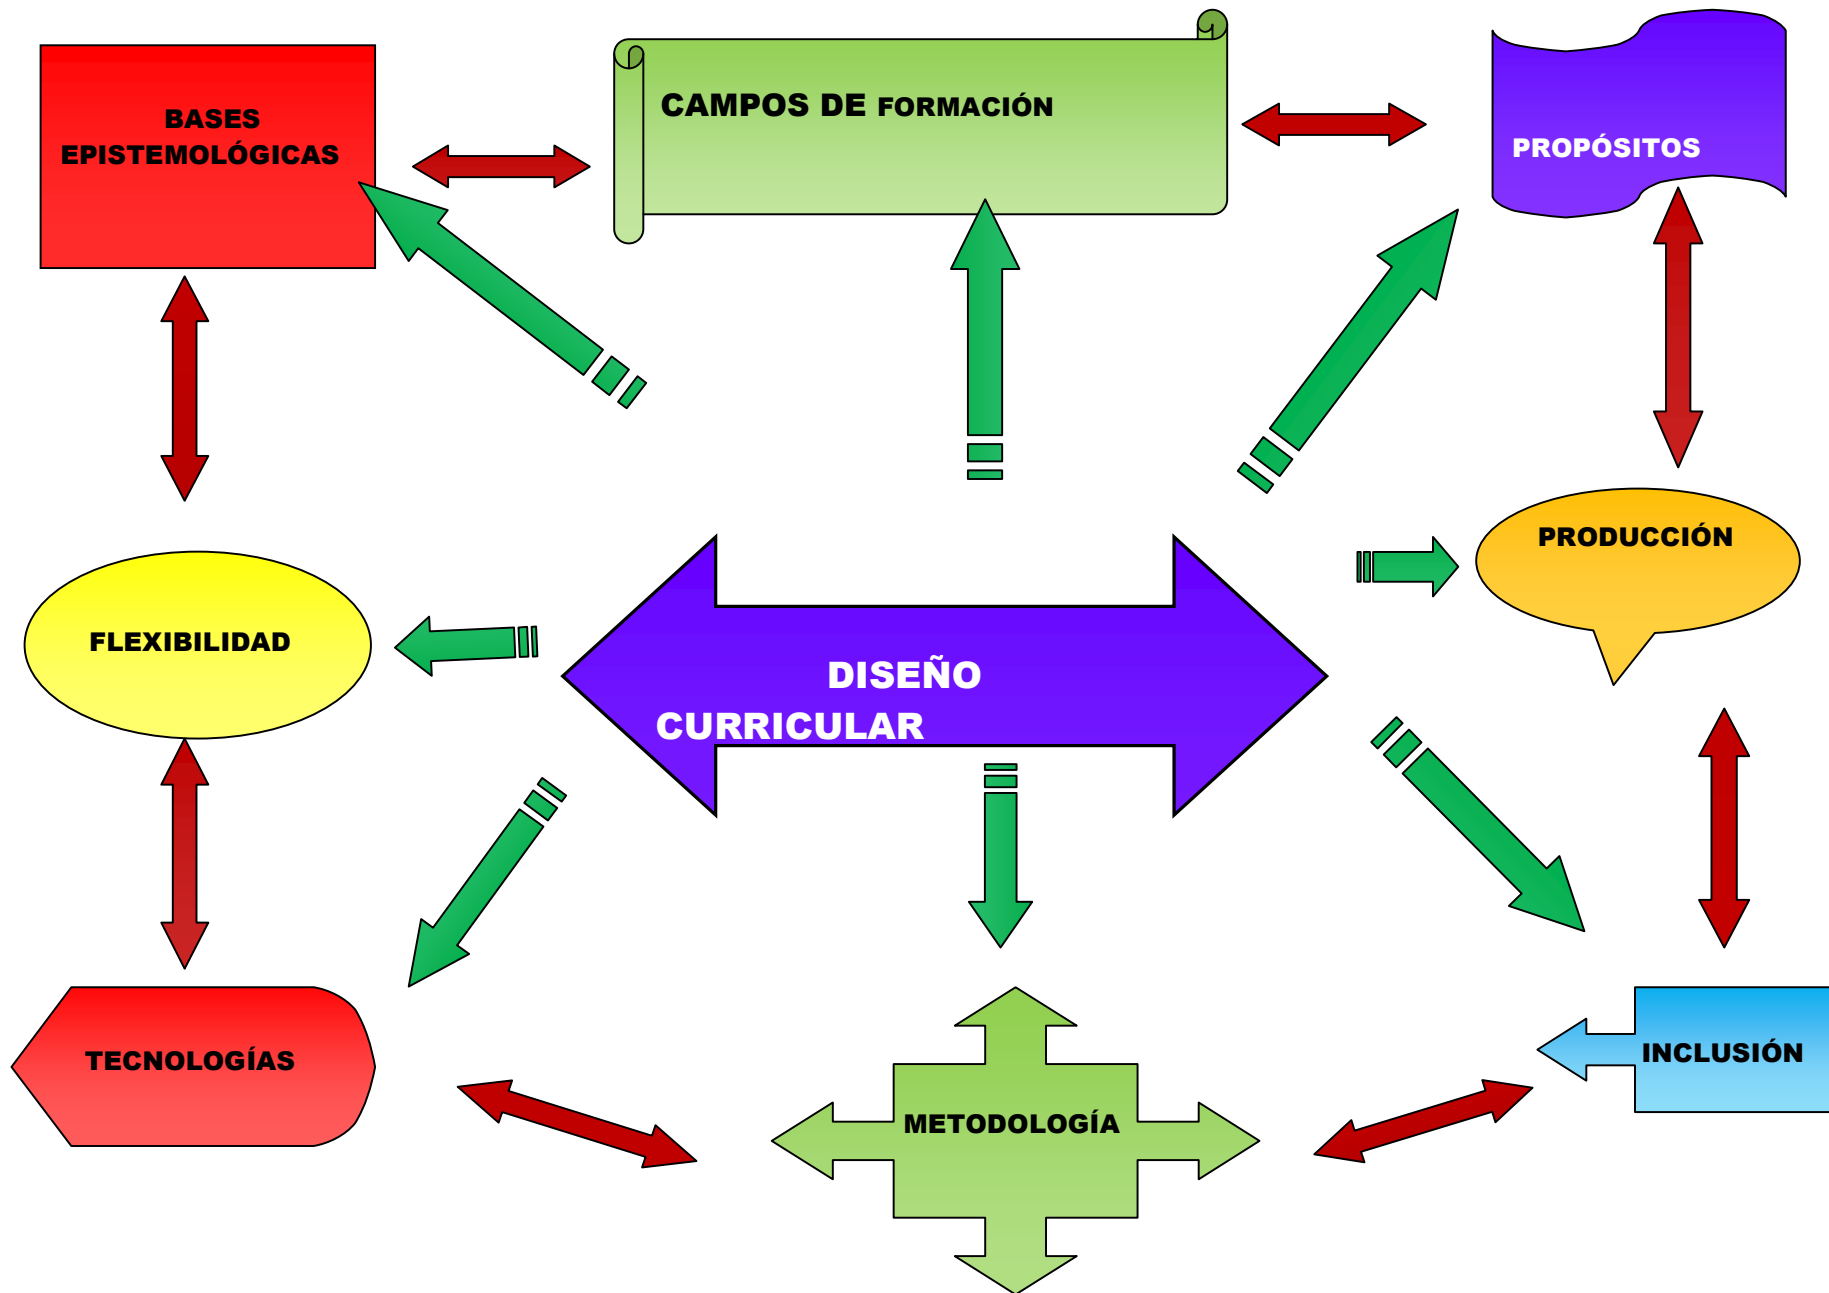 BASES
EPISTEMOLÓGICAS
CAMPOS DE FORMACIÓN
PROPÓSITOS
PRODUCCIÓN
FLEXIBILIDAD
DISEÑO
CURRICULAR
TECNOLOGÍAS
METODOLOGÍA
INCLUSIÓN